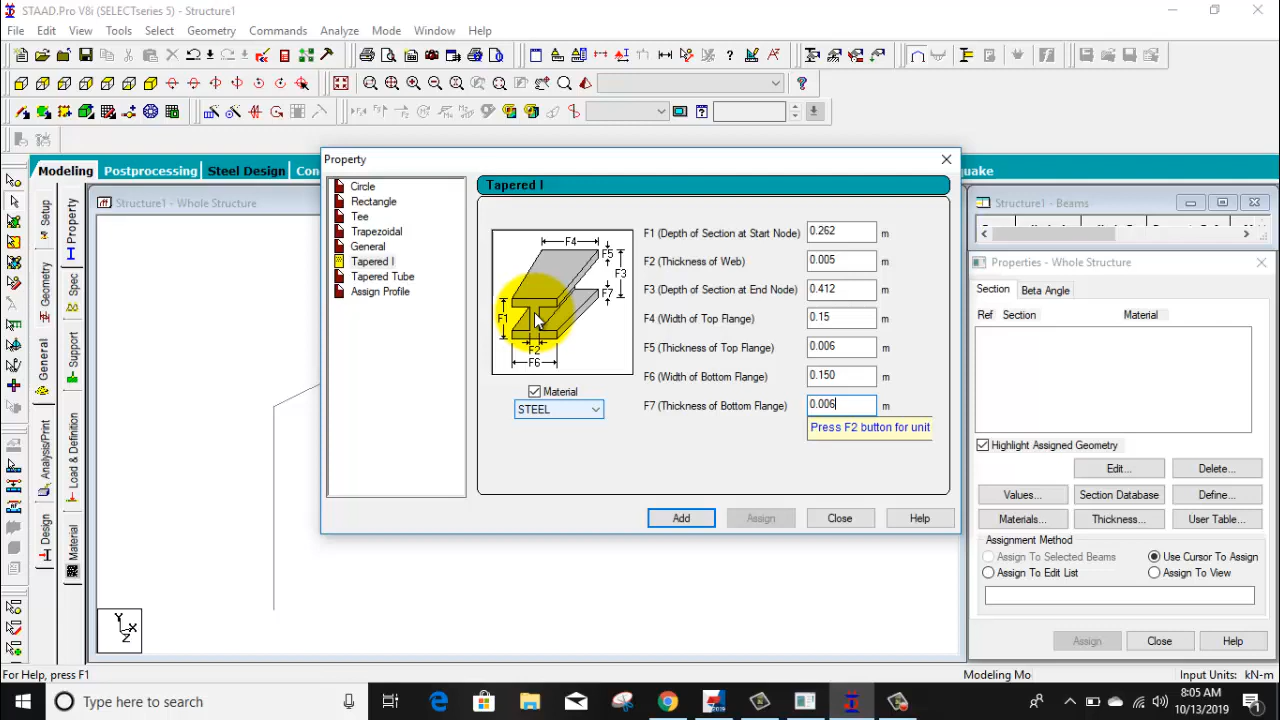 STAAD.Pro V8i (SELECTseries 5) - Structure1
File Edit View Tools Select Geometry Commands Analyze Mode Window Help
Modeling Postprocessing Steel Design Con quake
Structure1 - Whole Structure
Structure1 - Beams
Setup
Geometry
General
Analysis/Print
Design
Property
Spec
Support
Load & Definition
Material
Property
Circle
Rectangle
Tee
Trapezoidal
General
Tapered I
Tapered Tube
Assign Profile
Tapered I
F4
F5
F3
F7
F1
F2
F6
Material
STEEL
F1 (Depth of Section at Start Node) 0.262 m
F2 (Thickness of Web) 0.005 m
F3 (Depth of Section at End Node) 0.412 m
F4 (Width of Top Flange) 0.15 m
F5 (Thickness of Top Flange) 0.006 m
F6 (Width of Bottom Flange) 0.150 m
F7 (Thickness of Bottom Flange) 0.006 m
Press F2 button for unit
Add Assign Close Help
Properties - Whole Structure
Section Beta Angle
Ref Section Material
Highlight Assigned Geometry
Edit... Delete...
Values... Section Database Define...
Materials... Thickness... User Table...
Assignment Method
Assign To Selected Beams Use Cursor To Assign
Assign To Edit List Assign To View
Assign Close Help
Y
X
Z
For Help, press F1
Modeling Mo Input Units: kN-m
Type here to search
8:05 AM
10/13/2019